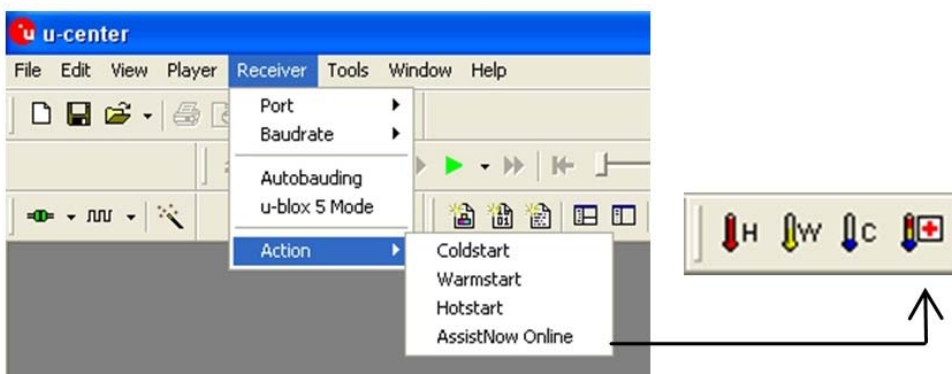 u-center
File Edit View Player Receiver Tools Window Help
Port
Baudrate
Autobauding
u-blox 5 Mode
Action
Coldstart
Warmstart
Hotstart
AssistNow Online
H W C